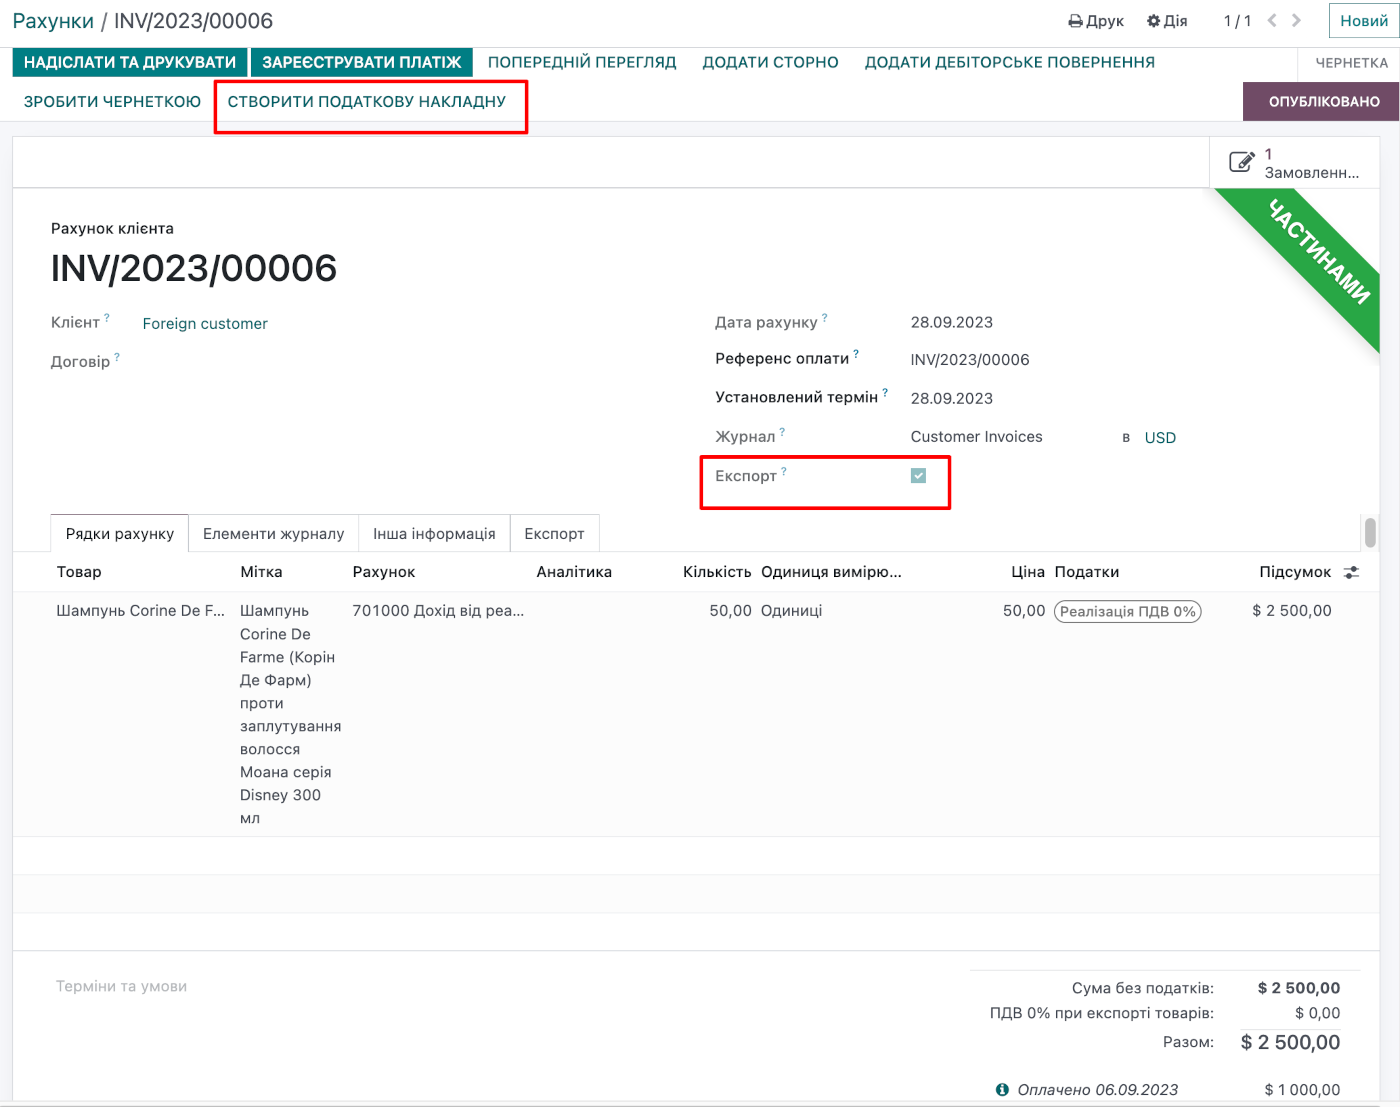 Рахунки / INV/2023/00006
Друк
Дія
1 / 1
Новий
НАДІСЛАТИ ТА ДРУКУВАТИ
ЗАРЕЄСТРУВАТИ ПЛАТІЖ
ПОПЕРЕДНІЙ ПЕРЕГЛЯД
ДОДАТИ СТОРНО
ДОДАТИ ДЕБІТОРСЬКЕ ПОВЕРНЕННЯ
ЧЕРНЕТКА
ЗРОБИТИ ЧЕРНЕТКОЮ
СТВОРИТИ ПОДАТКОВУ НАКЛАДНУ
ОПУБЛІКОВАНО
1
Замовленн...
ЧАСТИНАМИ
Рахунок клієнта
INV/2023/00006
Клієнт ? Foreign customer
Договір ?
Дата рахунку ? 28.09.2023
Референс оплати ? INV/2023/00006
Установлений термін ? 28.09.2023
Журнал ? Customer Invoices в USD
Експорт ?
Рядки рахунку
Елементи журналу
Інша інформація
Експорт
Товар Мітка Рахунок Аналітика Кількість Одиниця вимірю... Ціна Податки Підсумок
Шампунь Corine De F... Шампунь 701000 Дохід від реа... 50,00 Одиниці 50,00 Реалізація ПДВ 0% $ 2 500,00
Corine De
Farme (Корін
Де Фарм)
проти
заплутування
волосся
Моана серія
Disney 300
мл
Терміни та умови
Сума без податків: $ 2 500,00
ПДВ 0% при експорті товарів: $ 0,00
Разом: $ 2 500,00
Оплачено 06.09.2023 $ 1 000,00